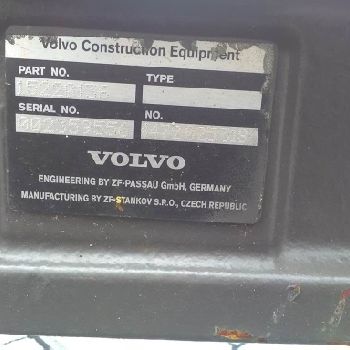 Volvo Construction Equipment
PART NO. TYPE
SERIAL NO. NO.
VOLVO
ENGINEERING BY ZF-PASSAU GmbH, GERMANY
MANUFACTURING BY ZF-STANKOV S.R.O., CZECH REPUBLIC